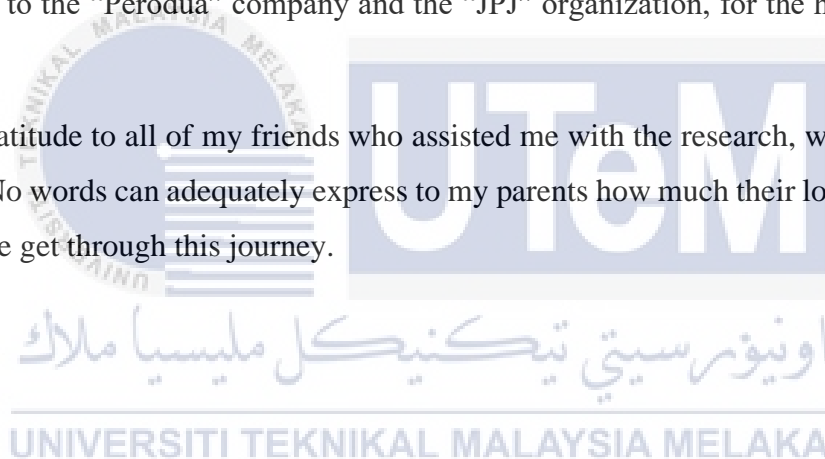 to the "Perodua" company and the "JPJ" organization, for the
atitude to all of my friends who assisted me with the research, w
No words can adequately express to my parents how much their lo
e get through this journey.
UTeM
اونيۏرسيتي تيكنيكل مليسيا ملاك
UNIVERSITI TEKNIKAL MALAYSIA MELAKA